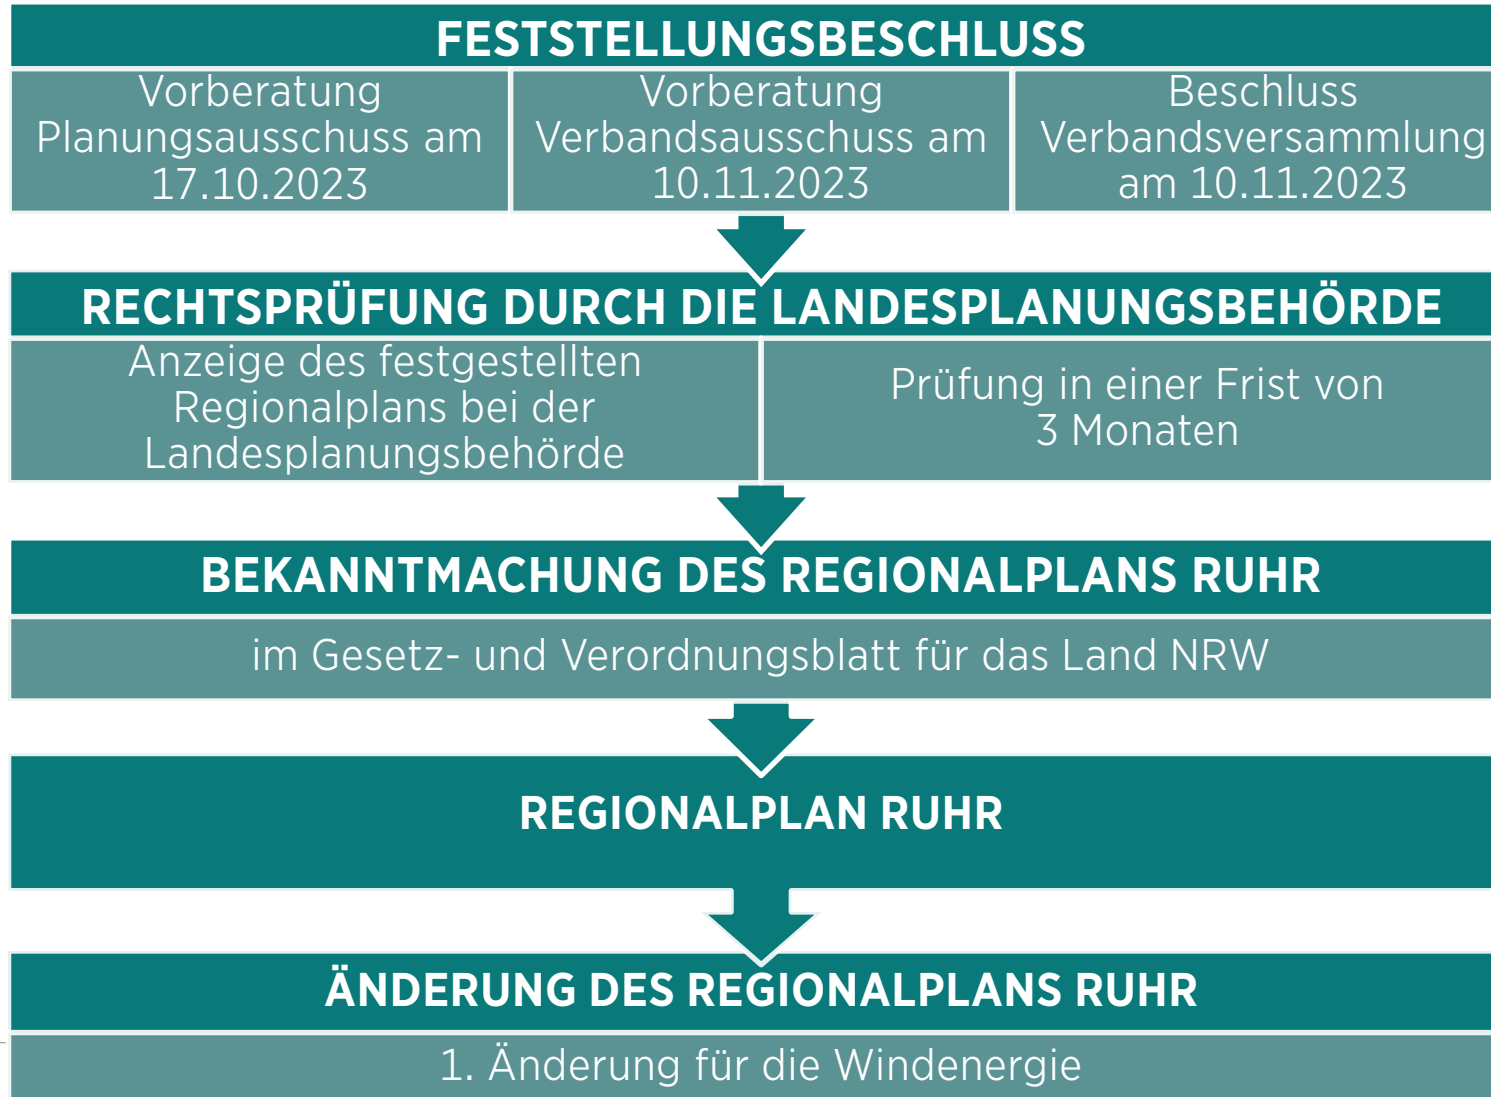 FESTSTELLUNGSBESCHLUSS
Vorberatung
Planungsausschuss am
17.10.2023
Vorberatung
Verbandsausschuss am
10.11.2023
Beschluss
Verbandsversammlung
am 10.11.2023
RECHTSPRÜFUNG DURCH DIE LANDESPLANUNGSBEHÖRDE
Anzeige des festgestellten
Regionalplans bei der
Landesplanungsbehörde
Prüfung in einer Frist von
3 Monaten
BEKANNTMACHUNG DES REGIONALPLANS RUHR
im Gesetz- und Verordnungsblatt für das Land NRW
REGIONALPLAN RUHR
ÄNDERUNG DES REGIONALPLANS RUHR
1. Änderung für die Windenergie